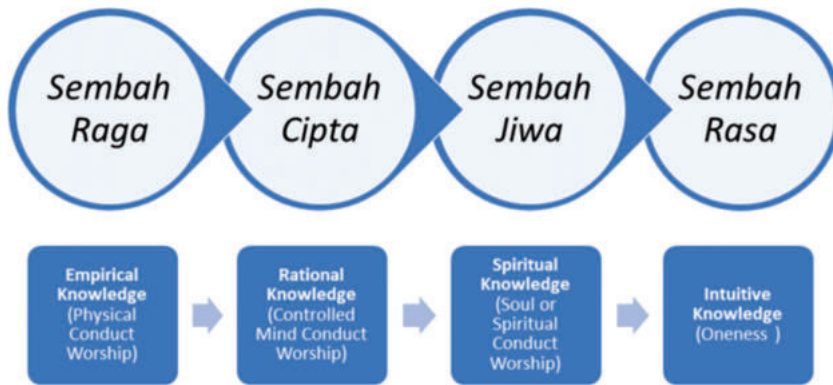 Sembah
Raga
Sembah
Cipta
Sembah
Jiwa
Sembah
Rasa
Empirical
Knowledge
(Physical
Conduct
Worship)
Rational
Knowledge
(Controlled
Mind Conduct
Worship)
Spiritual
Knowledge
(Soul or
Spiritual
Conduct
Worship)
Intuitive
Knowledge
(Oneness )